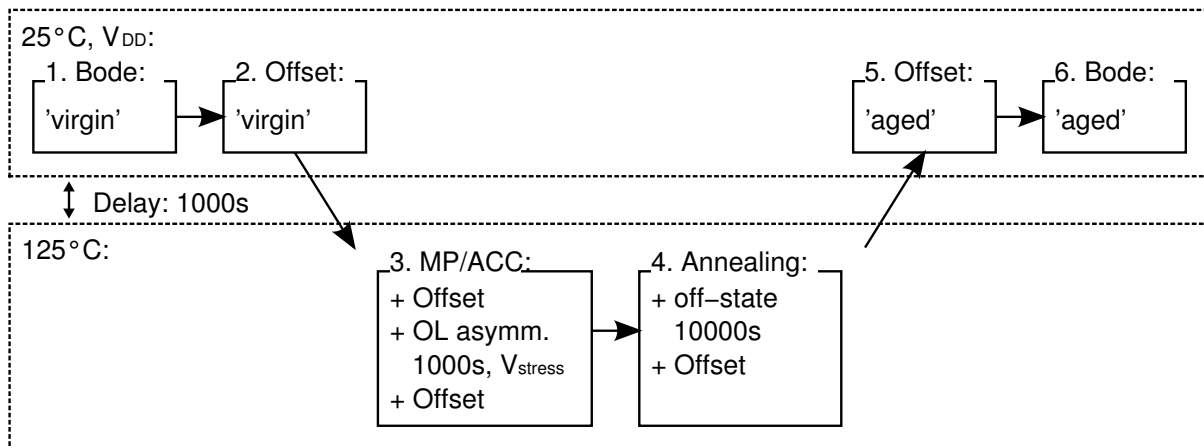 25°C, VDD:
1. Bode:
'virgin'
2. Offset:
'virgin'
5. Offset:
'aged'
6. Bode:
'aged'
Delay: 1000s
125°C:
3. MP/ACC:
+ Offset
+ OL asymm.
1000s, Vstress
+ Offset
4. Annealing:
+ off−state
10000s
+ Offset